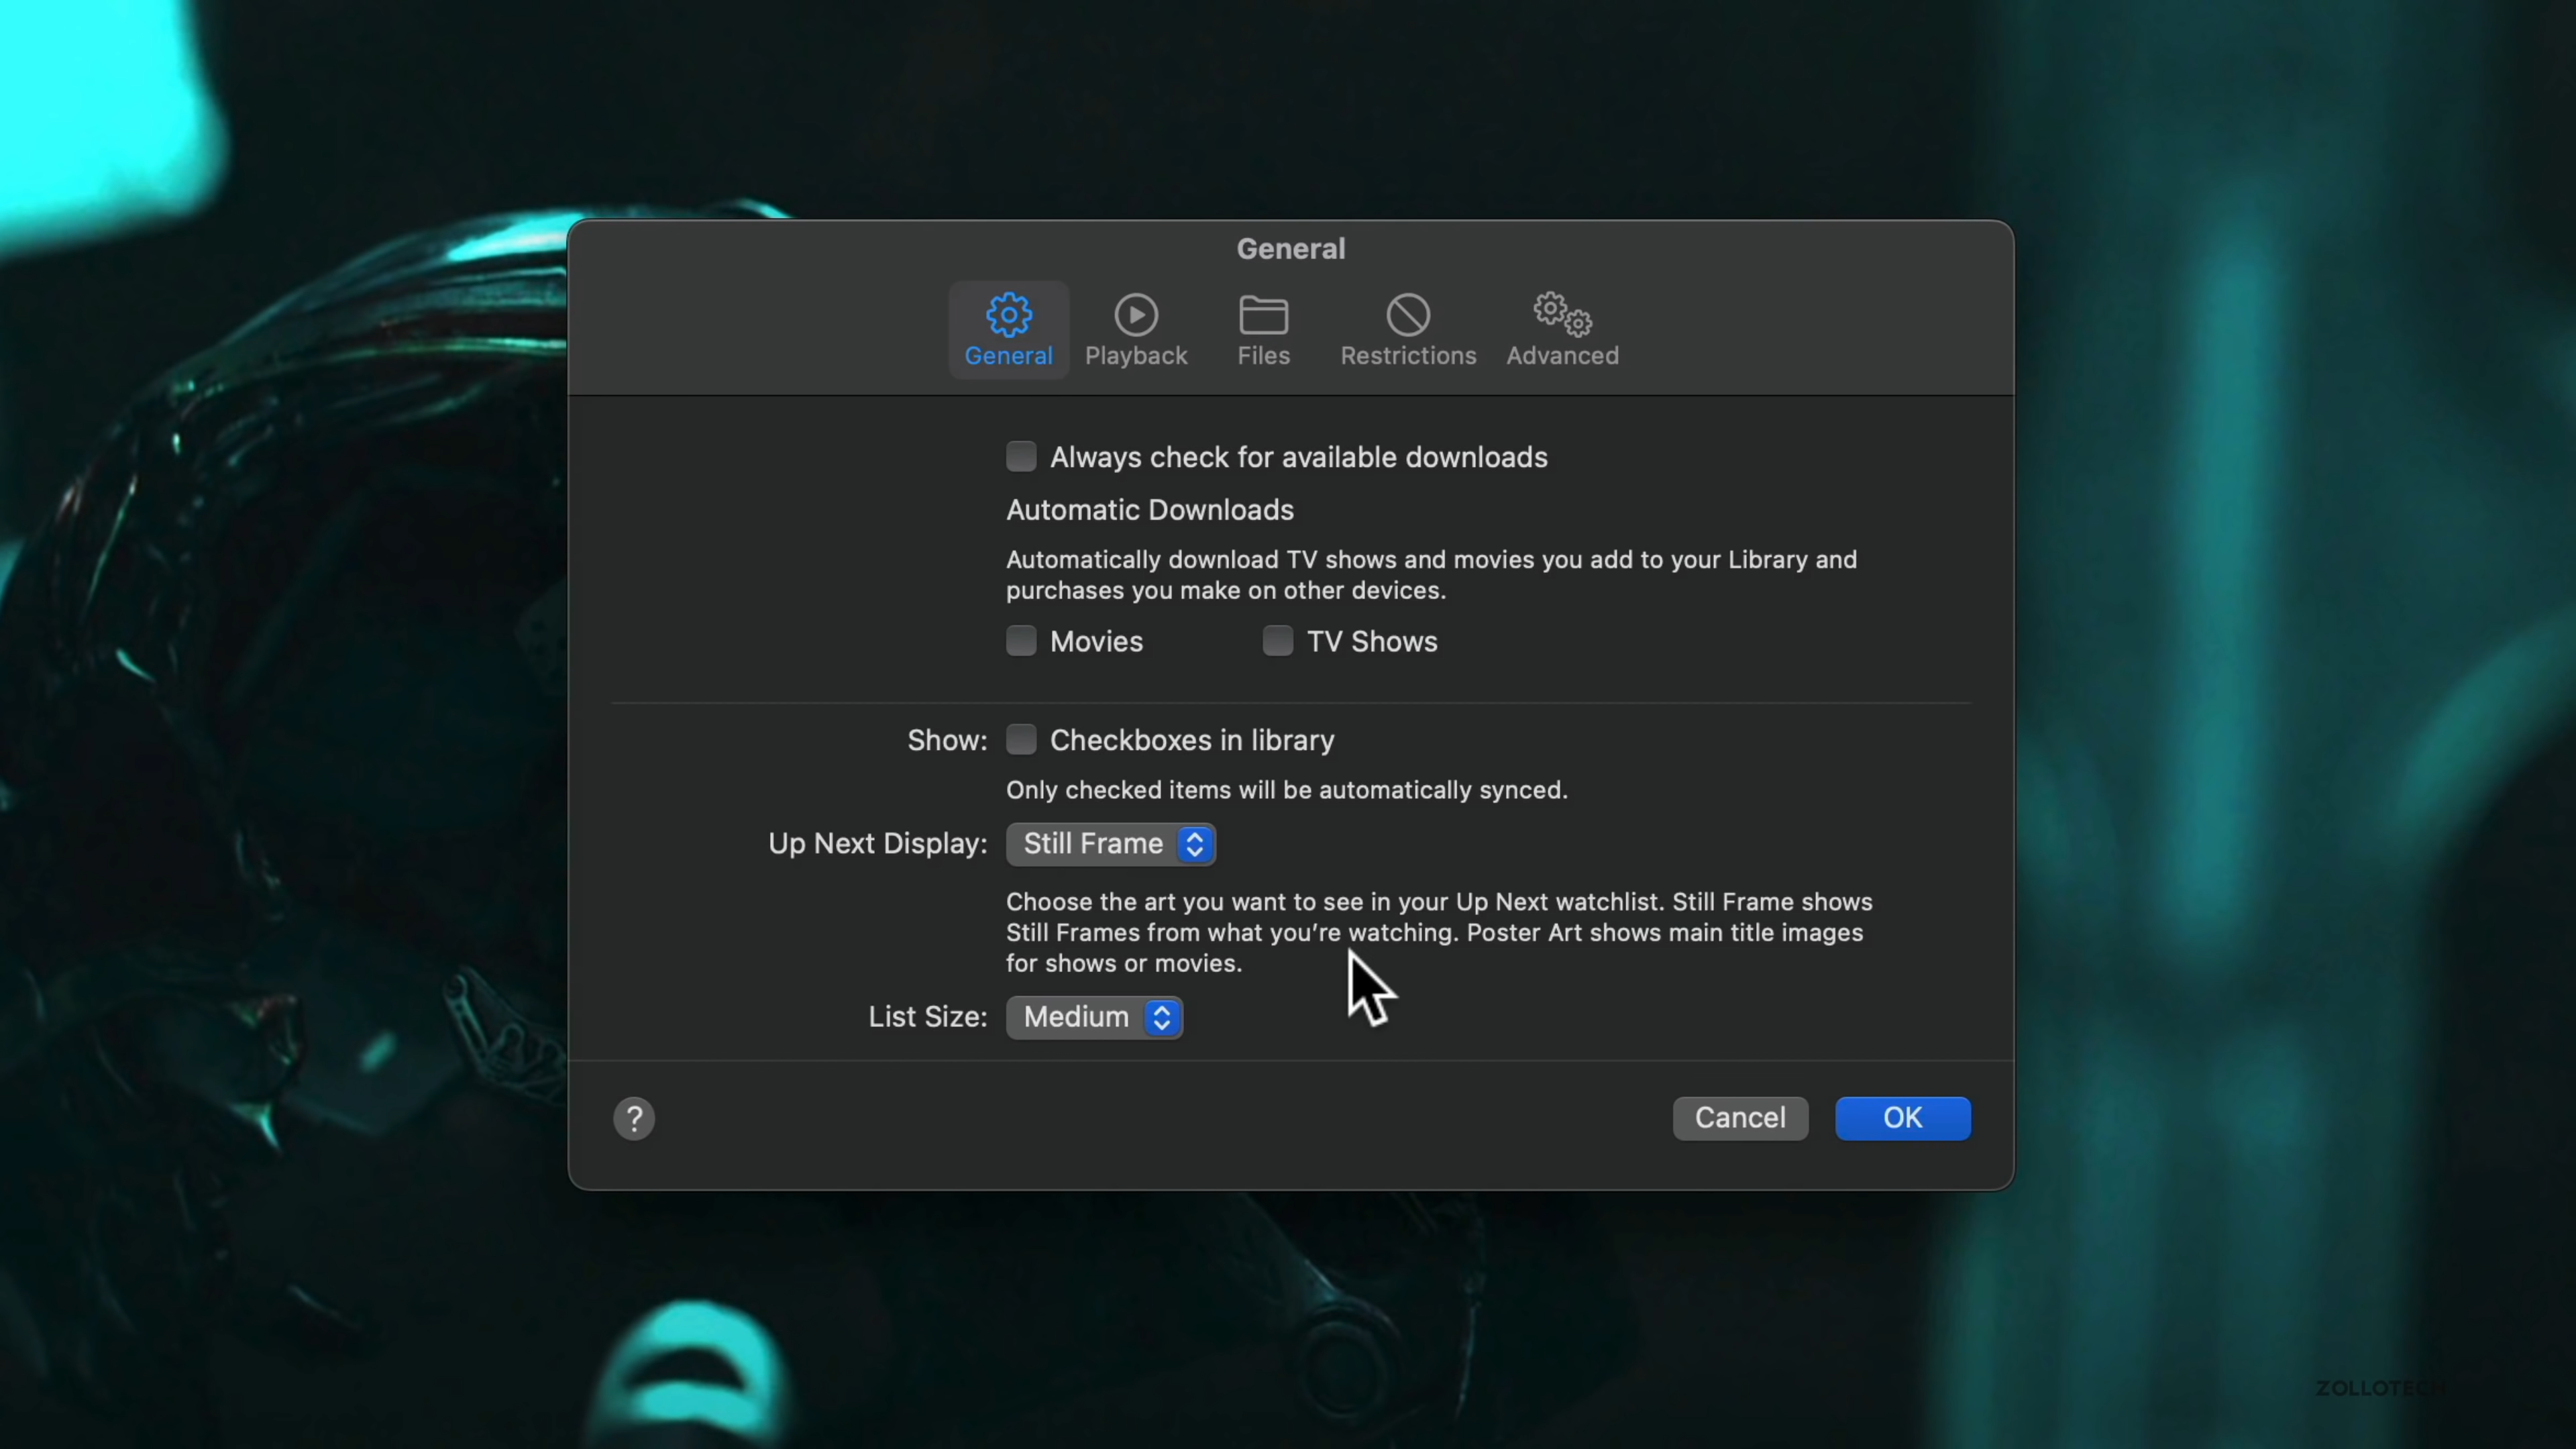 General
General Playback Files Restrictions Advanced
Always check for available downloads
Automatic Downloads
Automatically download TV shows and movies you add to your Library and
purchases you make on other devices.
Movies TV Shows
Show: Checkboxes in library
Only checked items will be automatically synced.
Up Next Display: Still Frame
Choose the art you want to see in your Up Next watchlist. Still Frame shows
Still Frames from what you’re watching. Poster Art shows main title images
for shows or movies.
List Size: Medium
? Cancel OK
ZOLLOTECH